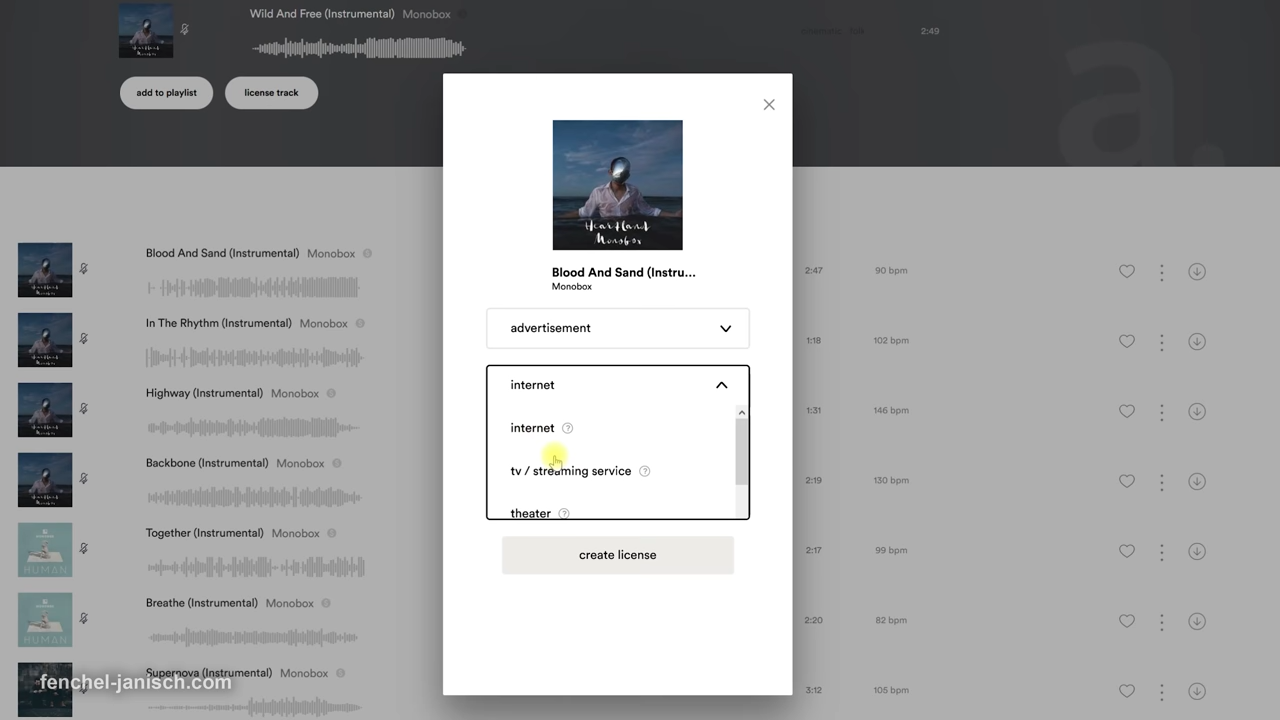 Wild And Free (Instrumental) Monobox
2:49
add to playlist
license track
a.
Heartland
Monobox
Blood And Sand (Instru...
Monobox
advertisement
internet
internet
tv / streaming service
theater
create license
Blood And Sand (Instrumental) Monobox
2:47 90 bpm
In The Rhythm (Instrumental) Monobox
1:18 102 bpm
Highway (Instrumental) Monobox
1:31 146 bpm
Backbone (Instrumental) Monobox
2:19 130 bpm
Together (Instrumental) Monobox
2:17 99 bpm
HUMAN
Breathe (Instrumental) Monobox
2:20 82 bpm
HUMAN
Supernova (Instrumental) Monobox
3:12 105 bpm
fenchel-janisch.com